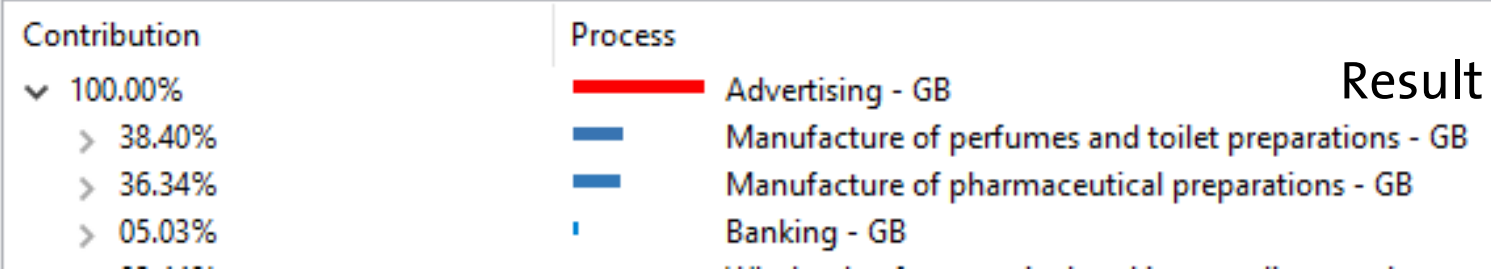 Contribution Process
100.00% Advertising - GB Result
38.40% Manufacture of perfumes and toilet preparations - GB
36.34% Manufacture of pharmaceutical preparations - GB
05.03% Banking - GB